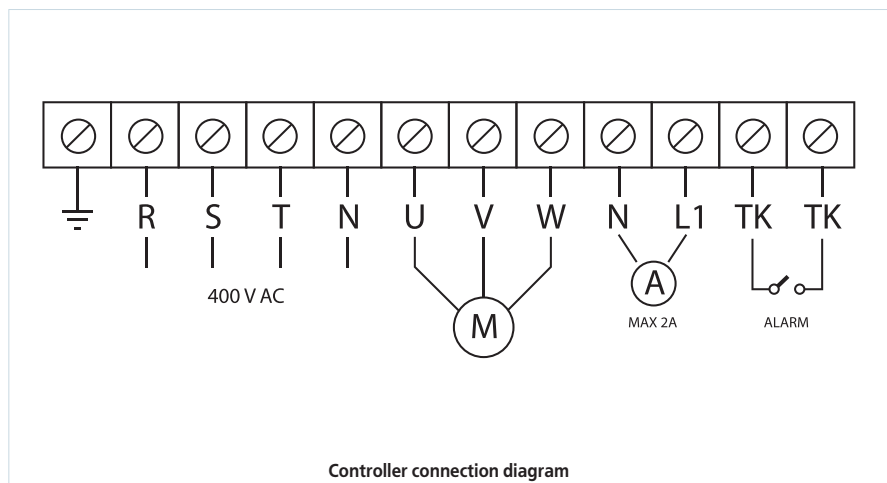 R S T N U V W N L1 TK TK
400 V AC
A
M
MAX 2A
ALARM
Controller connection diagram